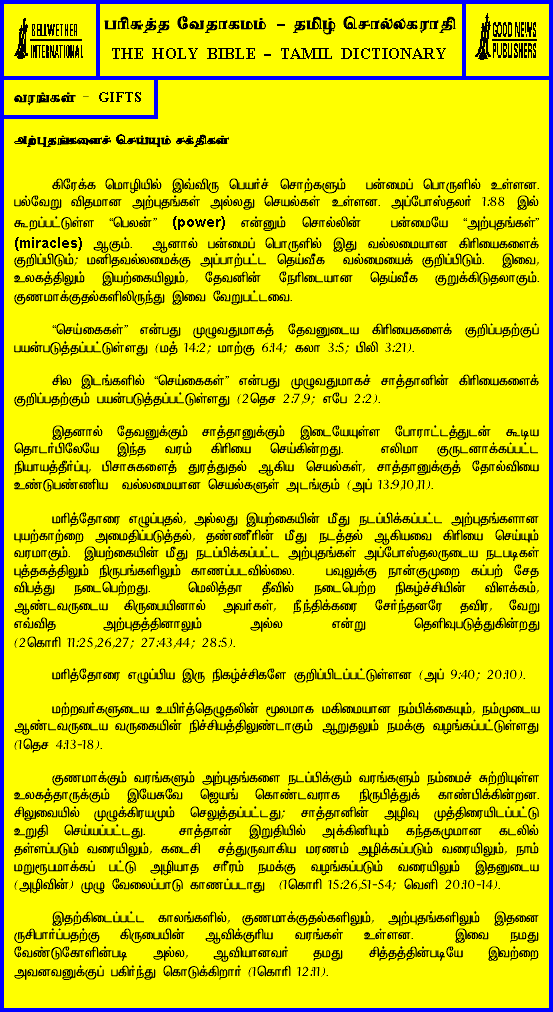 BELLWETHER
INTERNATIONAL
பரிசுத்த வேதாகமம் – தமிழ் சொல்லகராதி
THE HOLY BIBLE – TAMIL DICTIONARY
GOOD NEWS
PUBLISHERS
வரங்கள் – GIFTS
அற்புதங்களைச் செய்யும் சக்திகள்
கிரேக்க மொழியில் இவ்விரு பெயர்ச் சொற்களும் பன்மைப் பொருளில் உள்ளன.
பல்வேறு விதமான அற்புதங்கள் அல்லது செயல்கள் உள்ளன. அப்போஸ்தலர் 1:88 இல்
கூறப்பட்டுள்ள “பெலன்” (power) என்னும் சொல்லின் பன்மையே “அற்புதங்கள்”
(miracles) ஆகும். ஆனால் பன்மைப் பொருளில் இது வல்லமையான கிரியைகளைக்
குறிப்பிடும்; மனிதவல்லமைக்கு அப்பாற்பட்ட தெய்வீக வல்மையைக் குறிப்பிடும். இவை,
உலகத்திலும் இயற்கையிலும், தேவனின் நேரிடையான தெய்வீக குறுக்கிடுதலாகும்.
குணமாக்குதல்களிலிருந்து இவை வேறுபட்டவை.
“செய்கைகள்” என்பது முழுவதுமாகத் தேவனுடைய கிரியைகளைக் குறிப்பதற்குப்
பயன்படுத்தப்பட்டுள்ளது (மத் 14:2; மாற்கு 6:14; கலா 3:5; பிலி 3:21).
சில இடங்களில் “செய்கைகள்” என்பது முழுவதுமாகச் சாத்தானின் கிரியைகளைக்
குறிப்பதற்கும் பயன்படுத்தப்பட்டுள்ளது (2தெச 2:7,9; எபே 2:2).
இதனால் தேவனுக்கும் சாத்தானுக்கும் இடையேயுள்ள போராட்டத்துடன் கூடிய
தொடர்பிலேயே இந்த வரம் கிரியை செய்கின்றது. எலிமா குருடனாக்கப்பட்ட
நியாயத்தீர்ப்பு, பிசாசுகளைத் துரத்துதல் ஆகிய செயல்கள், சாத்தானுக்குத் தோல்வியை
உண்டுபண்ணிய வல்லமையான செயல்களுள் அடங்கும் (அப் 13:9,10,11).
மரித்தோரை எழுப்புதல், அல்லது இயற்கையின் மீது நடப்பிக்கப்பட்ட அற்புதங்களான
புயற்காற்றை அமைதிப்படுத்தல், தண்ணீரின் மீது நடத்தல் ஆகியவை கிரியை செய்யும்
வரமாகும். இயற்கையின் மீது நடப்பிக்கப்பட்ட அற்புதங்கள் அப்போஸ்தலருடைய நடபடிகள்
புத்தகத்திலும் நிருபங்களிலும் காணப்படவில்லை. பவுலுக்கு நான்குமுறை கப்பற் சேத
விபத்து நடைபெற்றது. மெலித்தா தீவில் நடைபெற்ற நிகழ்ச்சியின் விளக்கம்,
ஆண்டவருடைய கிருபையினால் அவர்கள், நீந்திக்கரை சேர்ந்தனரே தவிர, வேறு
எவ்வித அற்புதத்தினாலும் அல்ல என்று தெளிவுபடுத்துகின்றது
(2கொரி 11:25,26,27; 27:43,44; 28:5).
மரித்தோரை எழுப்பிய இரு நிகழ்ச்சிகளே குறிப்பிடப்பட்டுள்ளன (அப் 9:40; 20:10).
மற்றவர்களுடைய உயிர்த்தெழுதலின் மூலமாக மகிமையான நம்பிக்கையும், நம்முடைய
ஆண்டவருடைய வருகையின் நிச்சியத்திலுண்டாகும் ஆறுதலும் நமக்கு வழங்கப்பட்டுள்ளது
(1தெச 4:13-18).
குணமாக்கும் வரங்களும் அற்புதங்களை நடப்பிக்கும் வரங்களும் நம்மைச் சுற்றியுள்ள
உலகத்தாருக்கும் இயேசுவே ஜெயங் கொண்டவராக நிருபித்துக் காண்பிக்கின்றன.
சிலுவையில் முழுக்கிரயமும் செலுத்தப்பட்டது; சாத்தானின் அழிவு முத்திரையிடப்பட்டு
உறுதி செய்யப்பட்டது. சாத்தான் இறுதியில் அக்கினியும் கந்தகமுமான கடலில்
தள்ளப்படும் வரையிலும், கடைசி சத்துருவாகிய மரணம் அழிக்கப்படும் வரையிலும், நாம்
மறுரூபமாக்கப் பட்டு அழியாத சரீரம் நமக்கு வழங்கப்படும் வரையிலும் இதனுடைய
(அழிவின்) முழு வேலைப்பாடு காணப்படாது (1கொரி 15:26,51-54; வெளி 20:10-14).
இதற்கிடைப்பட்ட காலங்களில், குணமாக்குதல்களிலும், அற்புதங்களிலும் இதனை
ருசிபார்ப்பதற்கு கிருபையின் ஆவிக்குரிய வரங்கள் உள்ளன. இவை நமது
வேண்டுகோளின்படி அல்ல, ஆவியானவர் தமது சித்தத்தின்படியே இவற்றை
அவனவனுக்குப் பகிர்ந்து கொடுக்கிறார் (1கொரி 12:11).